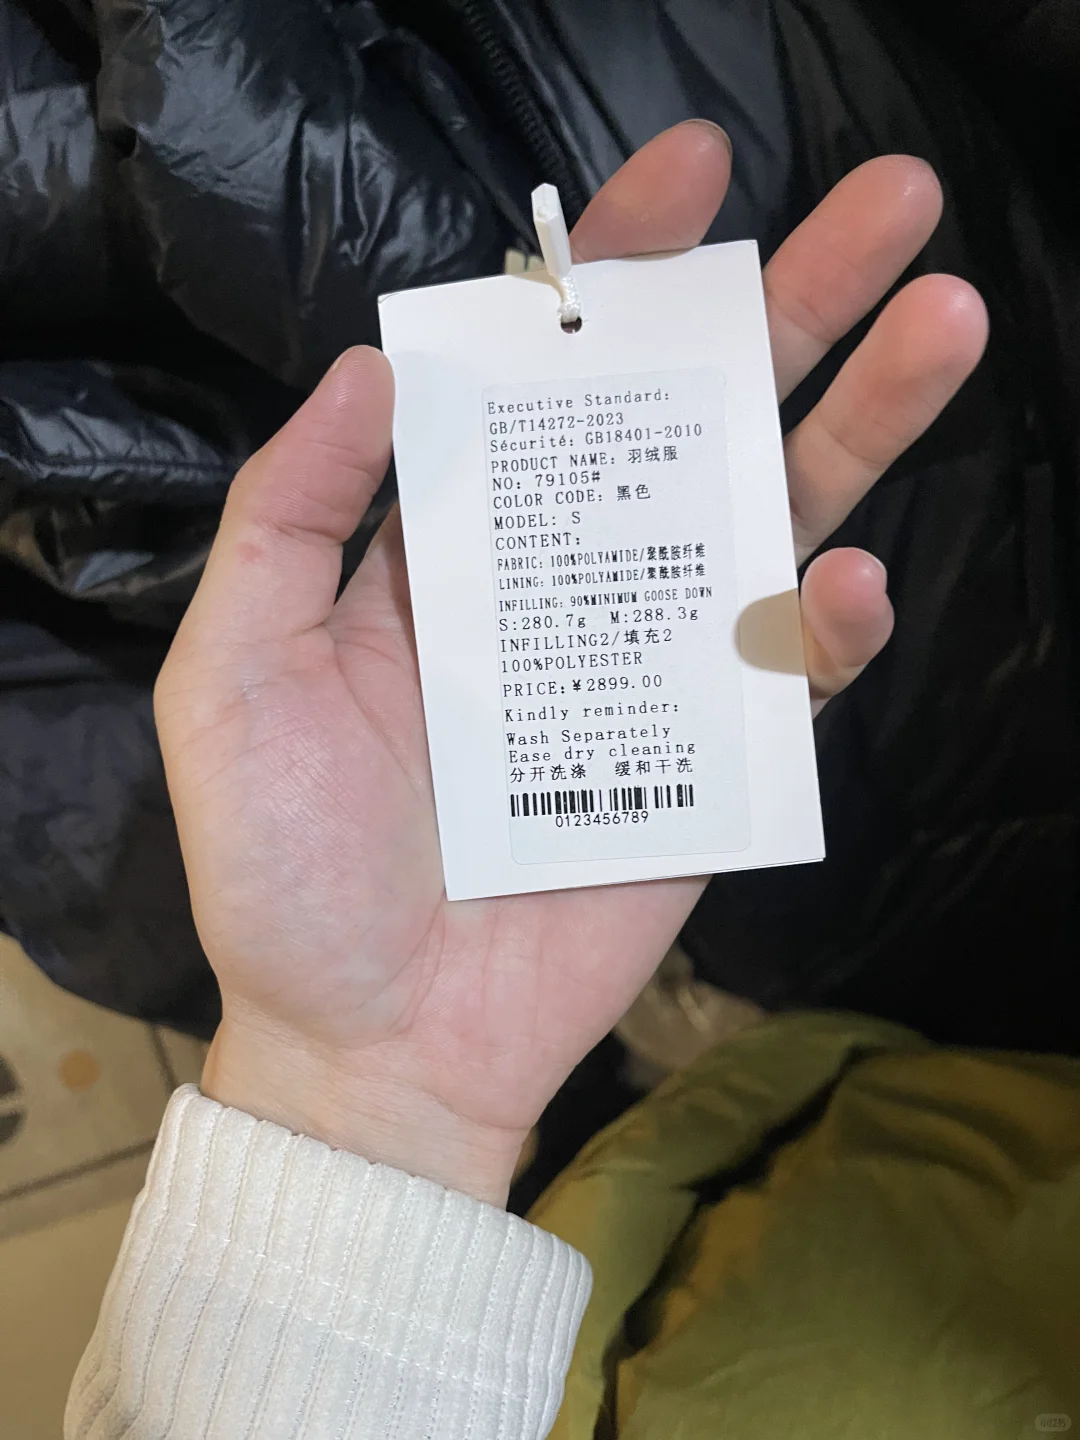 Executive Standard:
GB/T14272-2023
Sécurité: GB18401-2010
PRODUCT NAME: 羽绒服
NO: 79105#
COLOR CODE: 黑色
MODEL: S
CONTENT:
FABRIC: 100%POLYAMIDE/聚酰胺纤维
LINING: 100%POLYAMIDE/聚酰胺纤维
INFILLING: 90%MINIMUM GOOSE DOWN
S:280.7g M:288.3g
INFILLING2/填充2
100%POLYESTER
PRICE:¥2899.00
Kindly reminder:
Wash Separately
Ease dry cleaning
分开洗涤 缓和干洗
0123456789
小红书